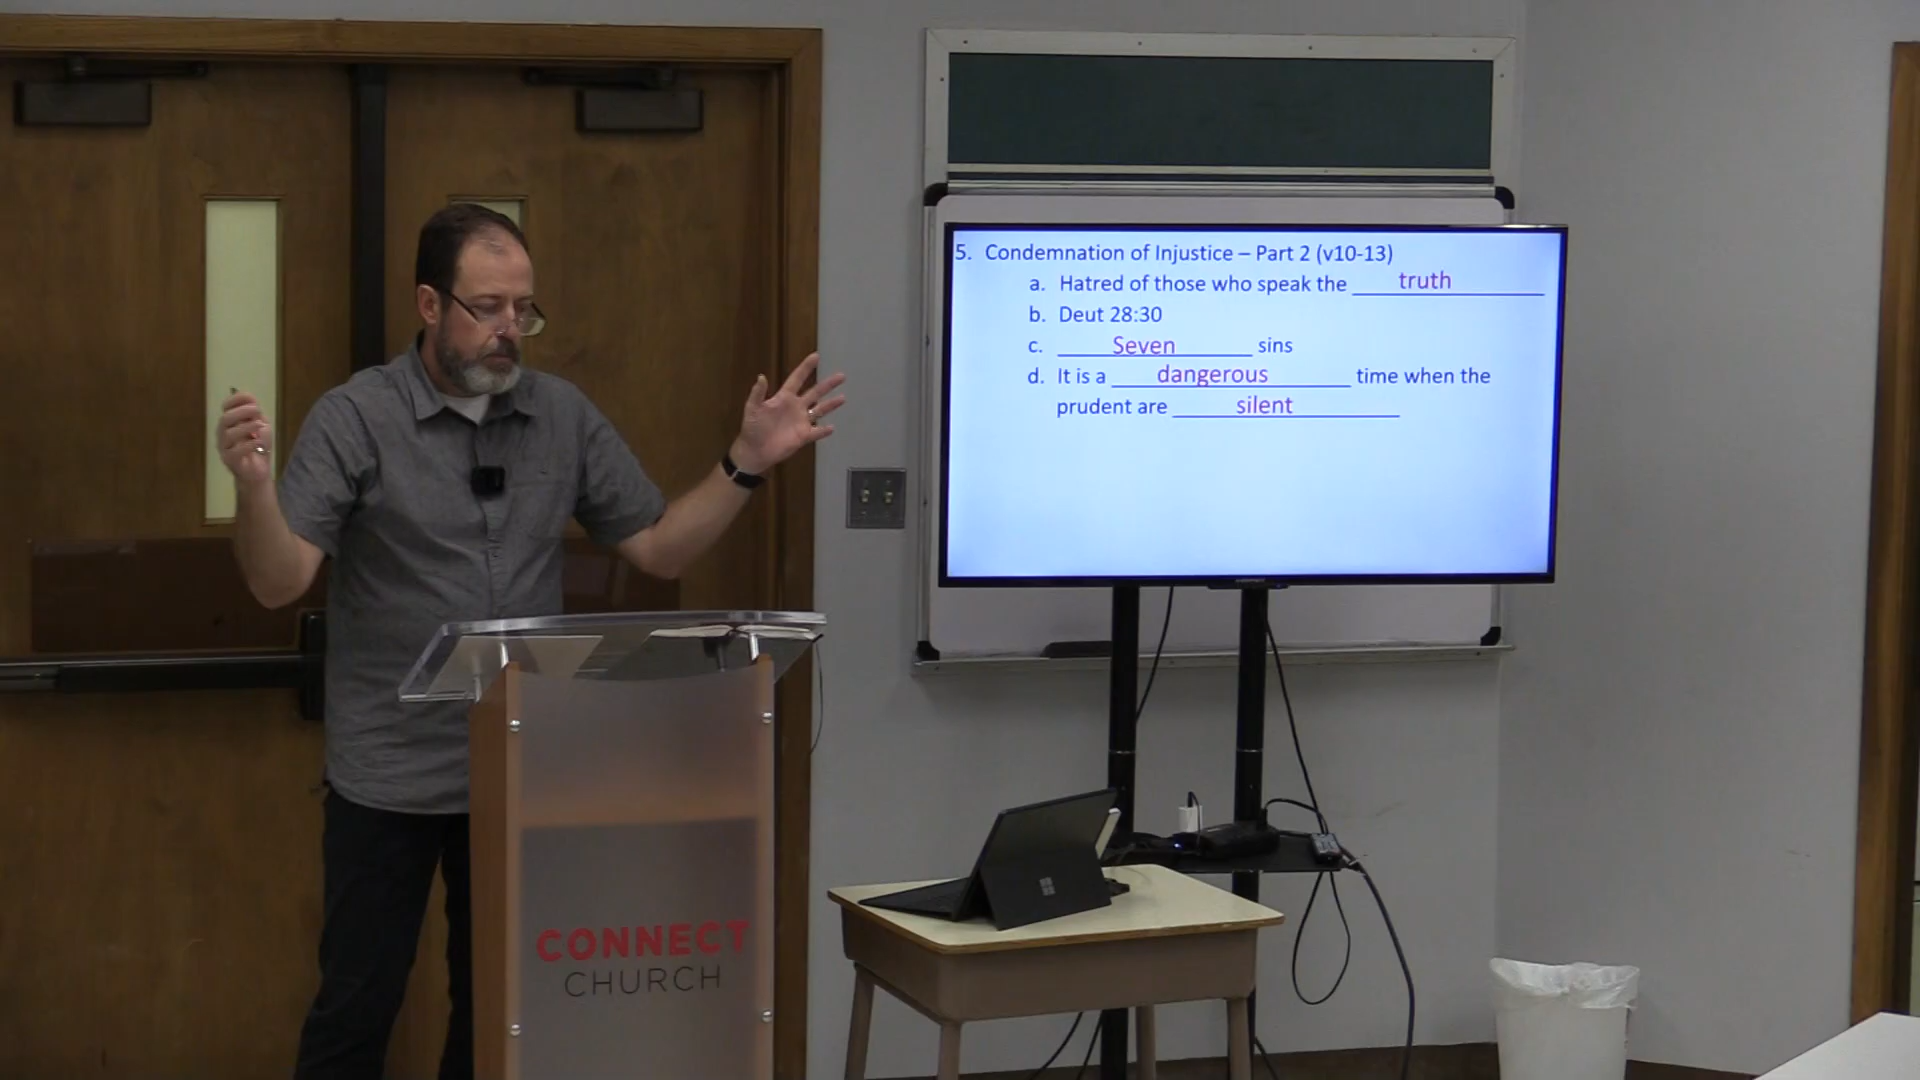 5. Condemnation of Injustice – Part 2 (v10-13)
a. Hatred of those who speak the truth
b. Deut 28:30
c. Seven sins
d. It is a dangerous time when the
prudent are silent
CONNECT
CHURCH